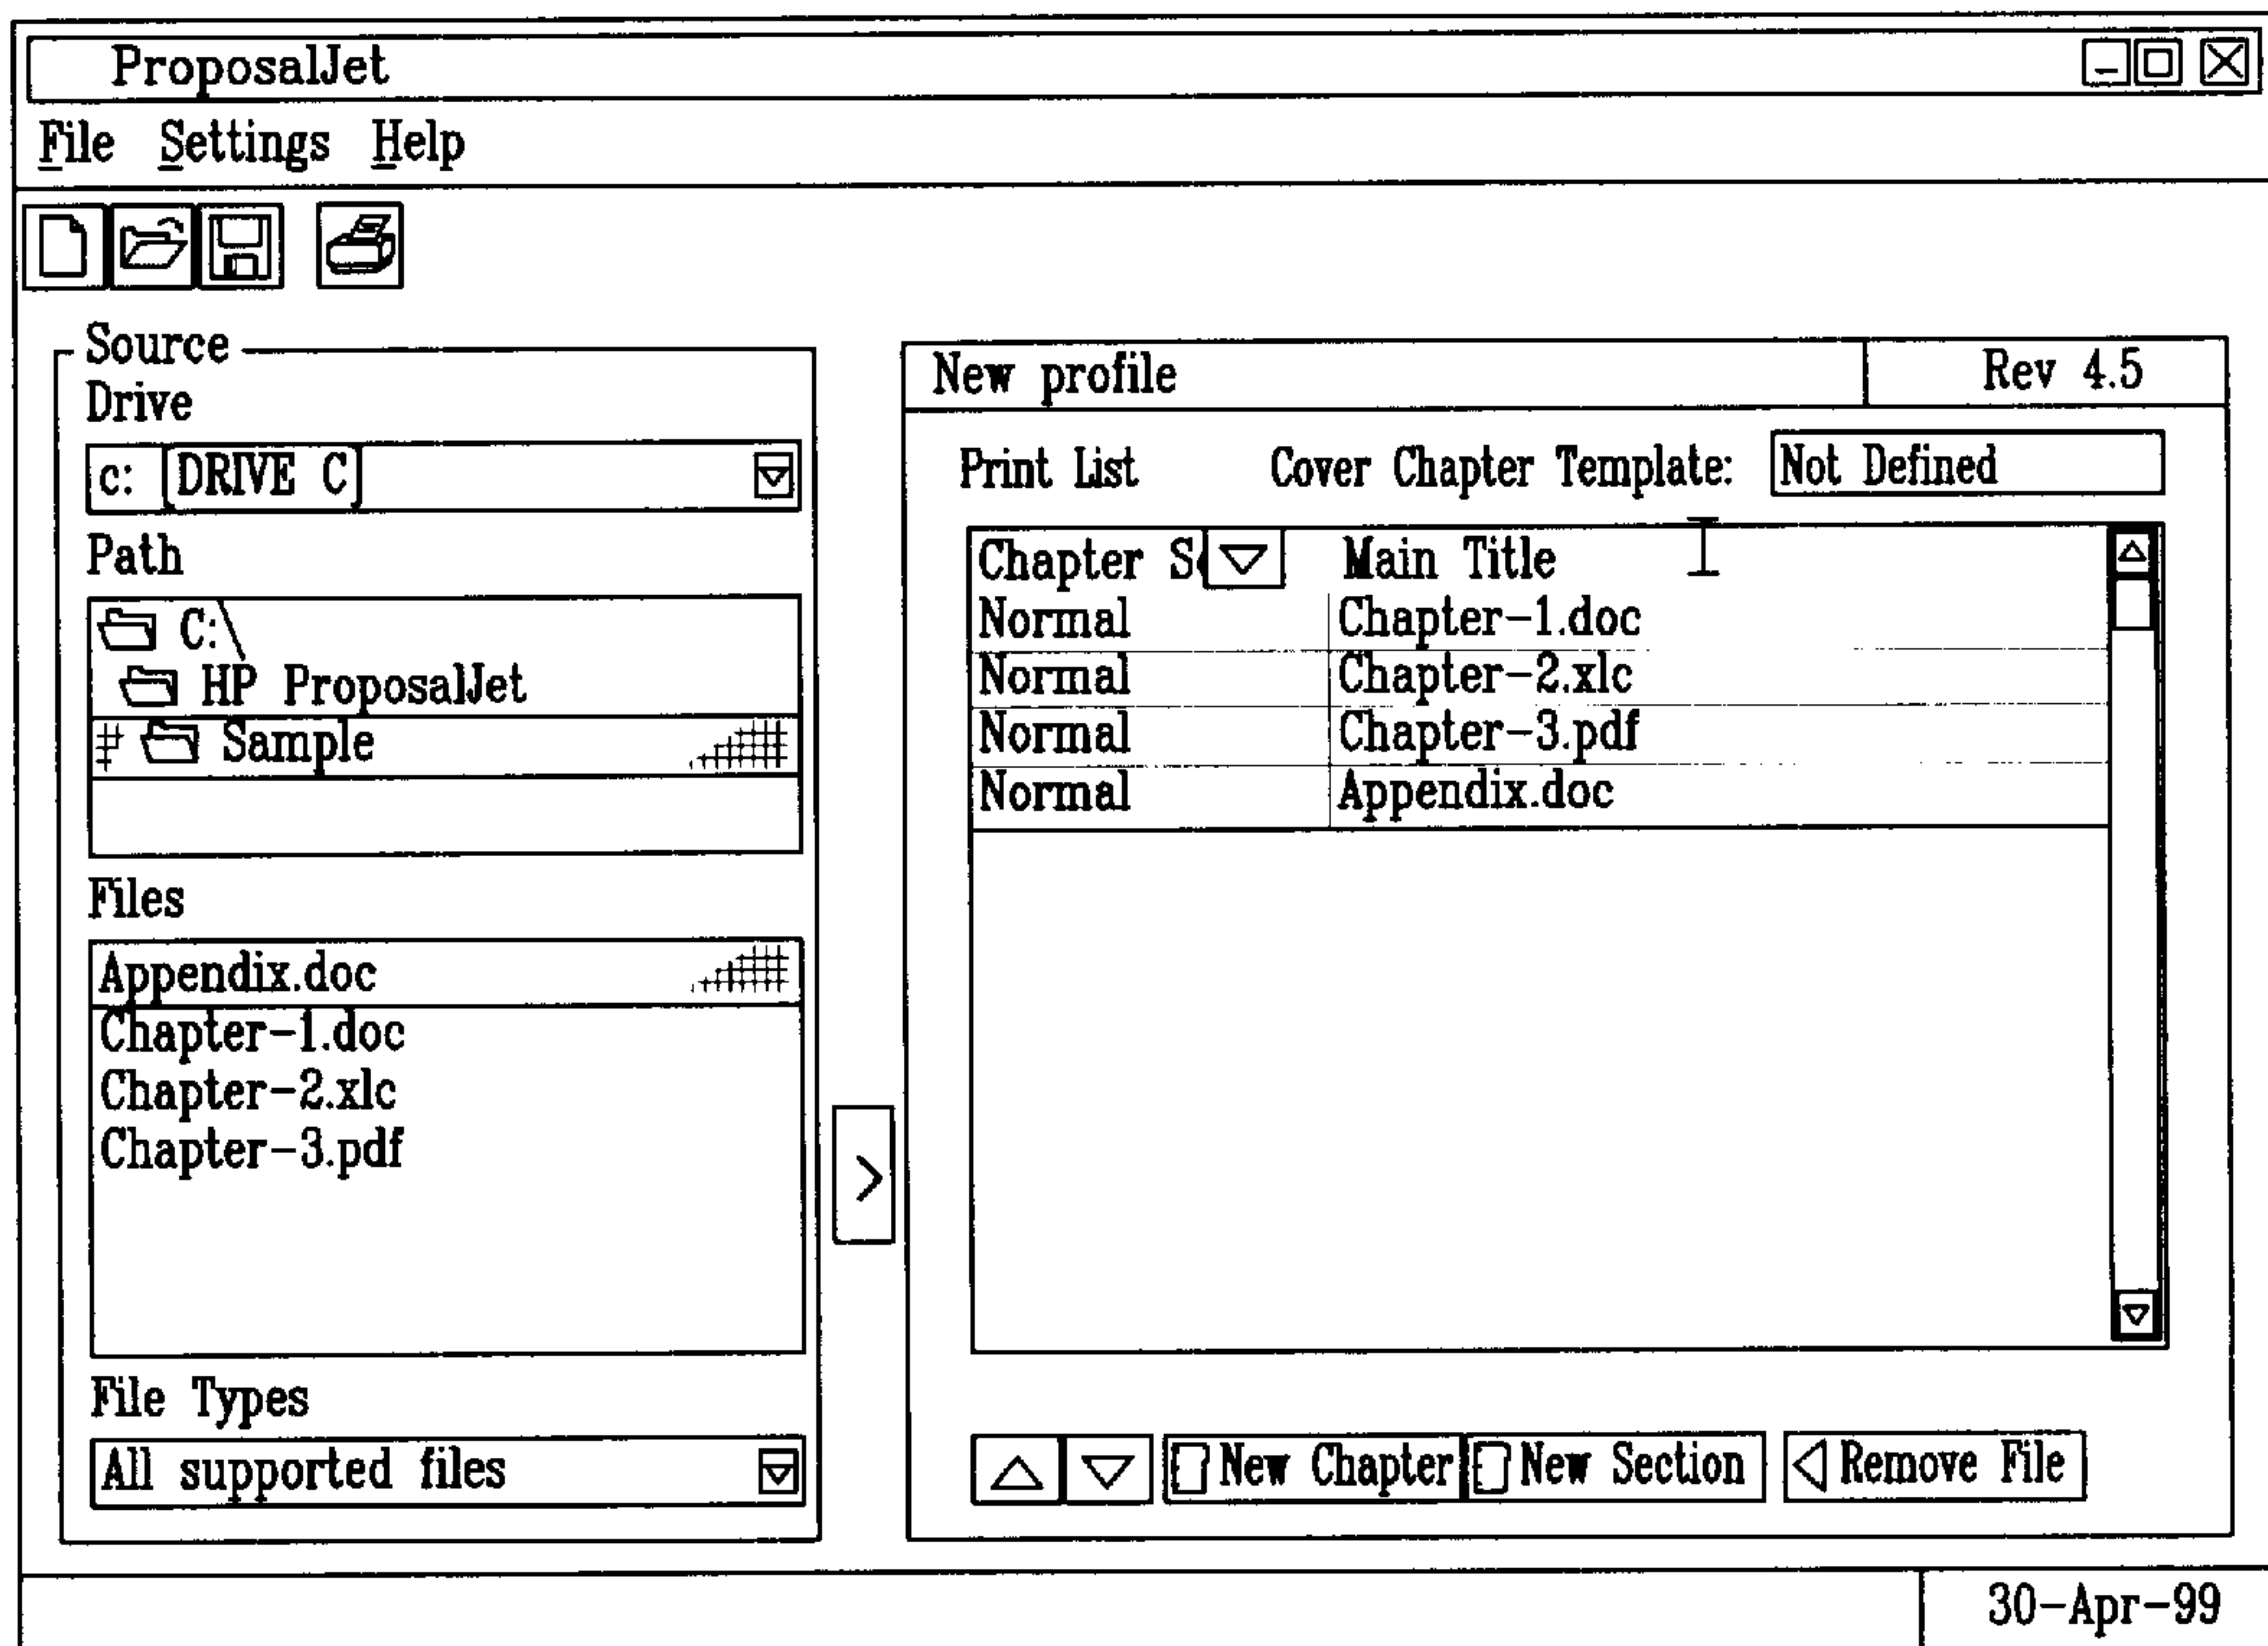 ProposalJet
File Settings Help
Source
Drive
c: [DRIVE C]
Path
C:\
HP ProposalJet
Sample
Files
Appendix.doc
Chapter-1.doc
Chapter-2.xlc
Chapter-3.pdf
File Types
All supported files
>
New profile Rev 4.5
Print List Cover Chapter Template: Not Defined
Chapter S Main Title
Normal Chapter-1.doc
Normal Chapter-2.xlc
Normal Chapter-3.pdf
Normal Appendix.doc
New Chapter New Section Remove File
30-Apr-99